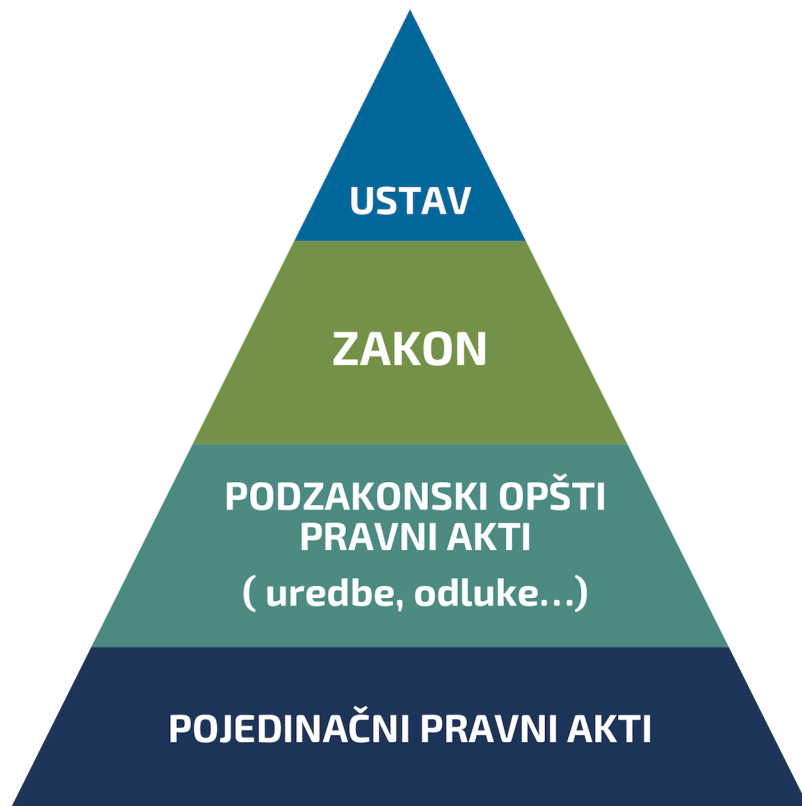 USTAV
ZAKON
PODZAKONSKI OPŠTI
PRAVNI AKTI
( uredbe, odluke...)
POJEDINAČNI PRAVNI AKTI